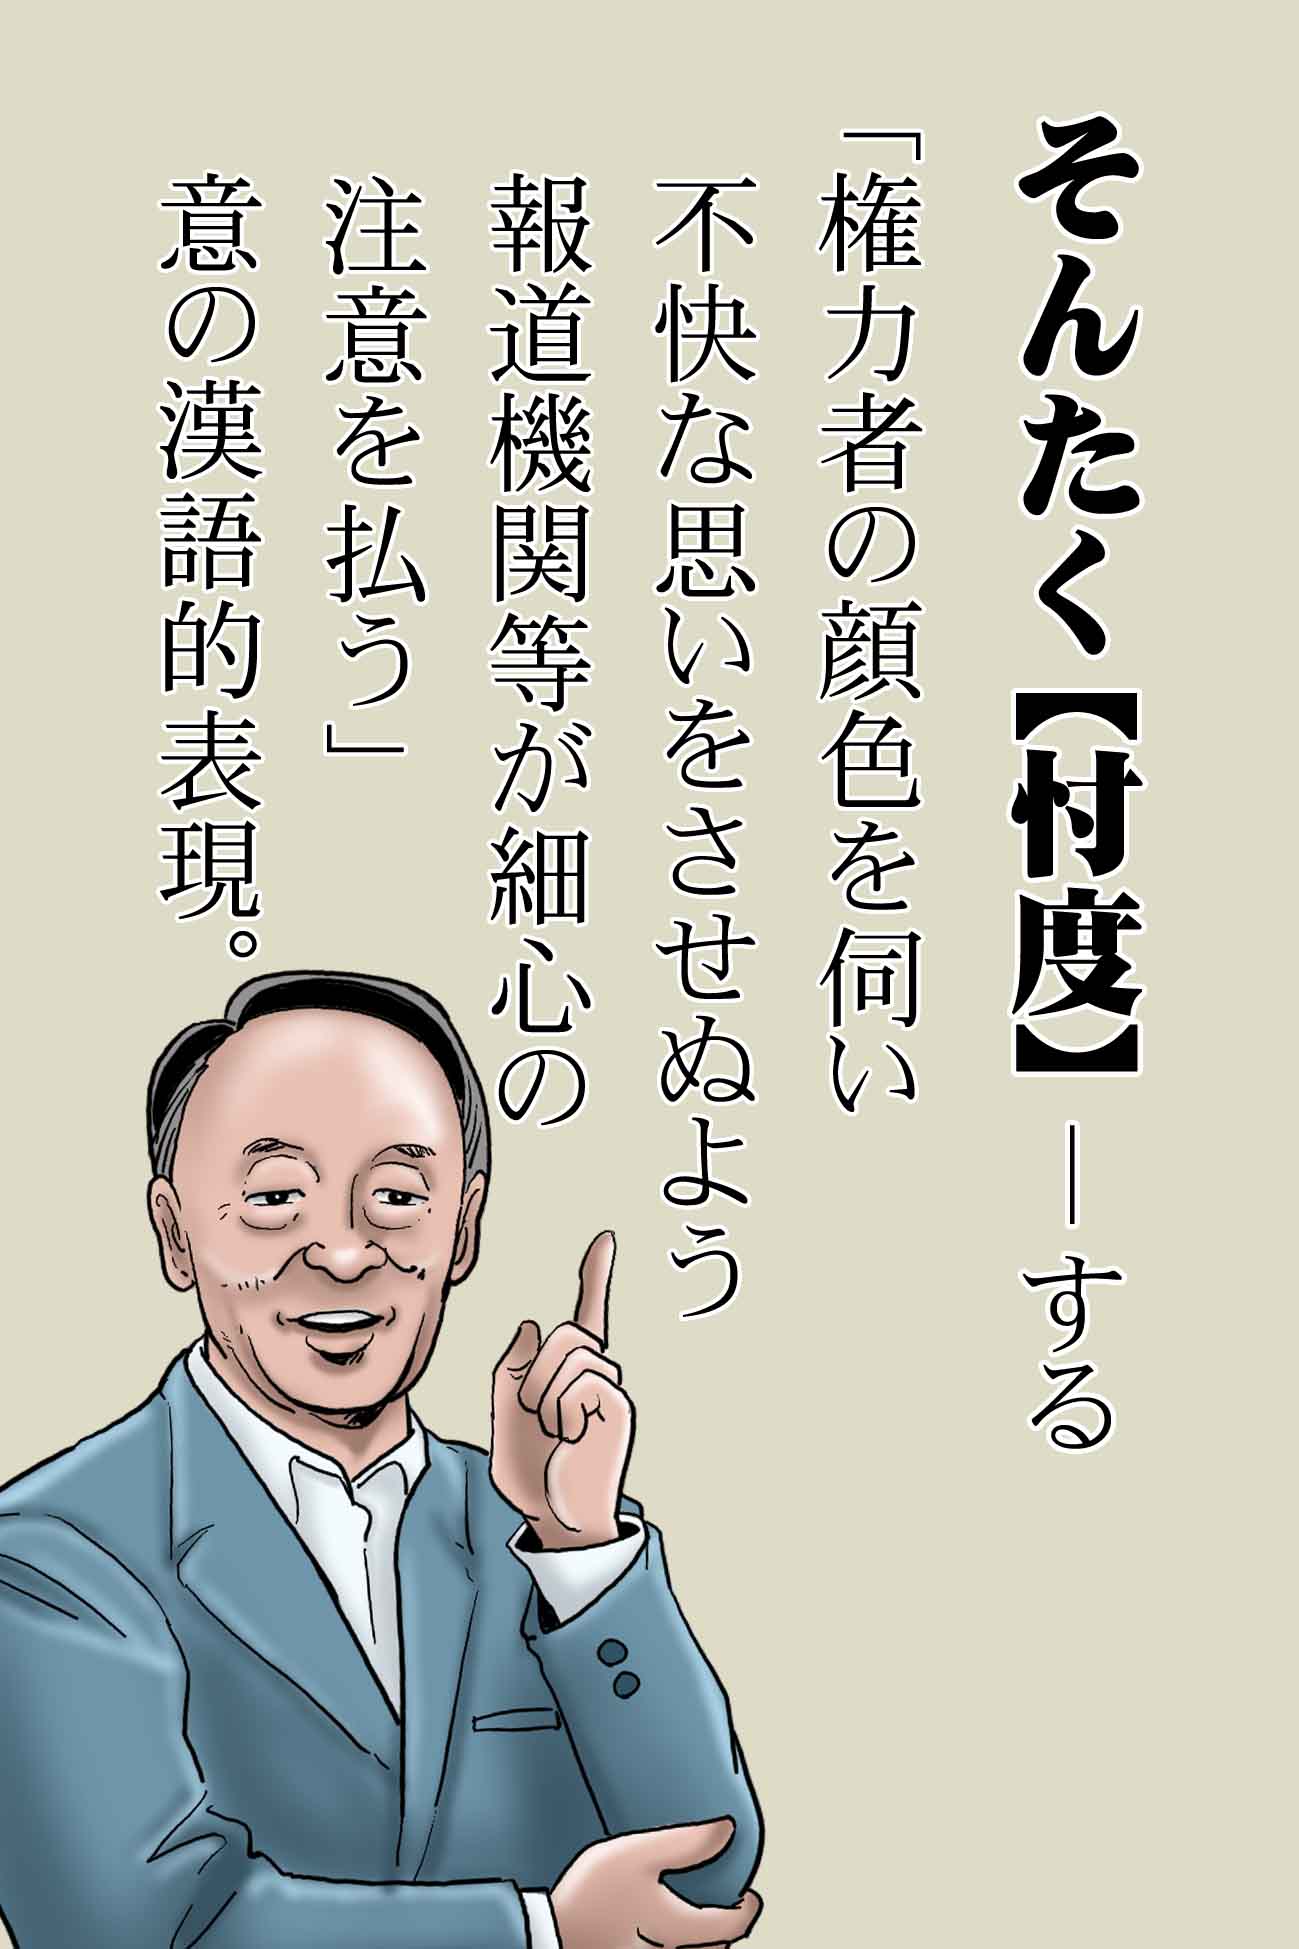 そんたく【忖度】―する
「権力者の顔色を伺い
不快な思いをさせぬよう
報道機関等が細心の
注意を払う」
意の漢語的表現。